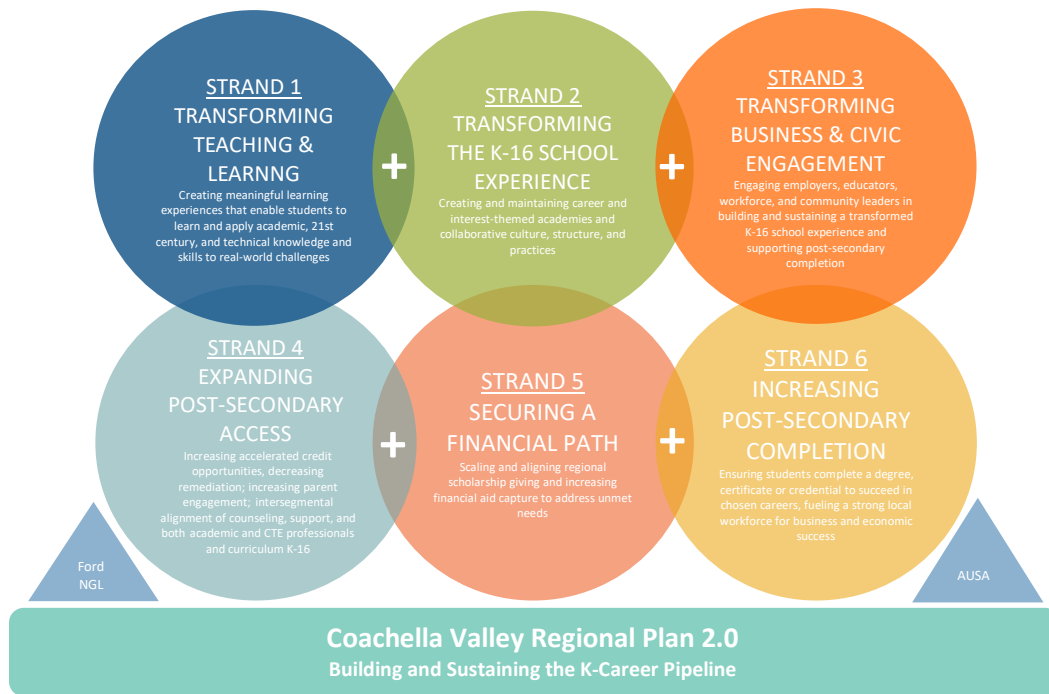 STRAND 1
TRANSFORMING
TEACHING &
LEARNNG
Creating meaningful learning
experiences that enable students to
learn and apply academic, 21st
century, and technical knowledge and
skills to real-world challenges
+
STRAND 2
TRANSFORMING
THE K-16 SCHOOL
EXPERIENCE
Creating and maintaining career and
interest-themed academies and
collaborative culture, structure, and
practices
+
STRAND 3
TRANSFORMING
BUSINESS & CIVIC
ENGAGEMENT
Engaging employers, educators,
workforce, and community leaders in
building and sustaining a transformed
K-16 school experience and
supporting post-secondary
completion
STRAND 4
EXPANDING
POST-SECONDARY
ACCESS
Increasing accelerated credit
opportunities, decreasing
remediation; increasing parent
engagement; intersegmental
alignment of counseling, support, and
both academic and CTE professionals
and curriculum K-16
+
STRAND 5
SECURING A
FINANCIAL PATH
Scaling and aligning regional
scholarship giving and increasing
financial aid capture to address unmet
needs
+
STRAND 6
INCREASING
POST-SECONDARY
COMPLETION
Ensuring students complete a degree,
certificate or credential to succeed in
chosen careers, fueling a strong local
workforce for business and economic
success
Ford
NGL
AUSA
Coachella Valley Regional Plan 2.0
Building and Sustaining the K-Career Pipeline